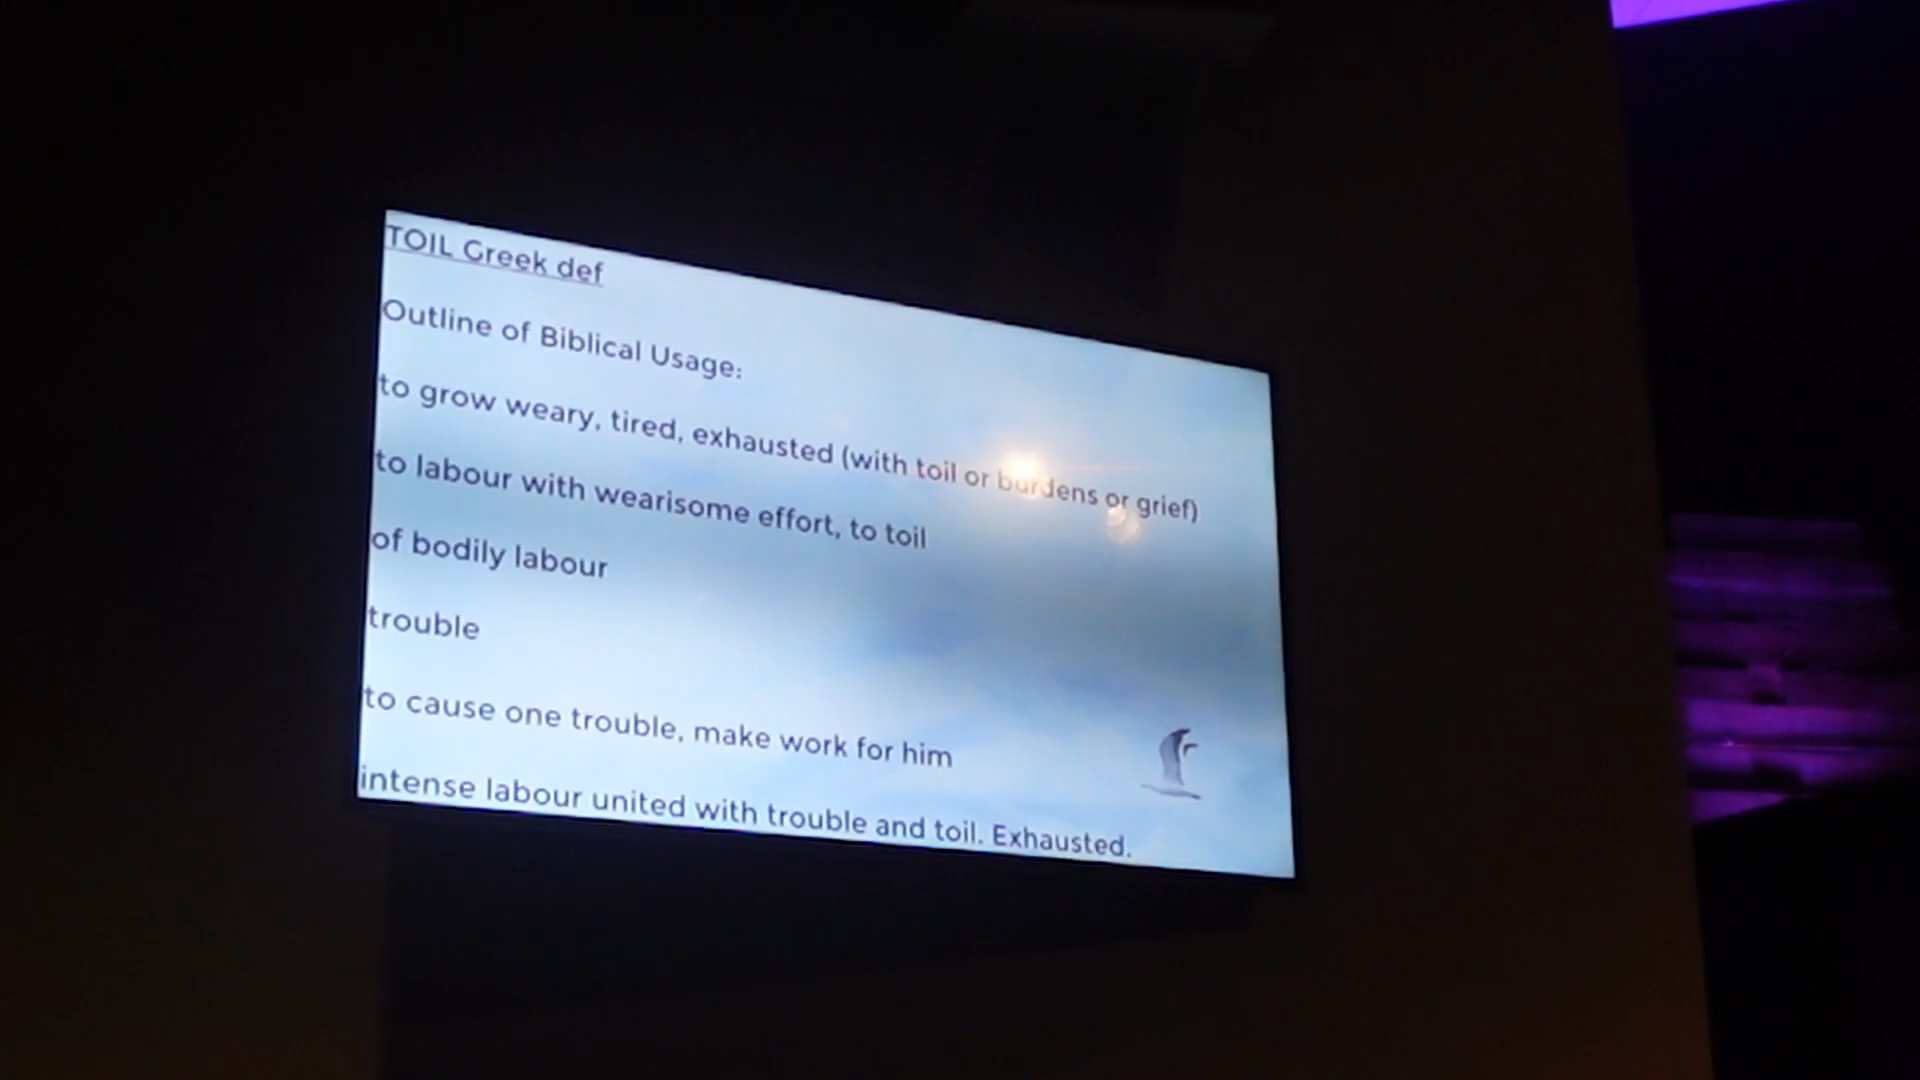 TOIL Greek def
Outline of Biblical Usage:
to grow weary, tired, exhausted (with toil or burdens or grief)
to labour with wearisome effort, to toil
of bodily labour
trouble
to cause one trouble, make work for him
intense labour united with trouble and toil. Exhausted.